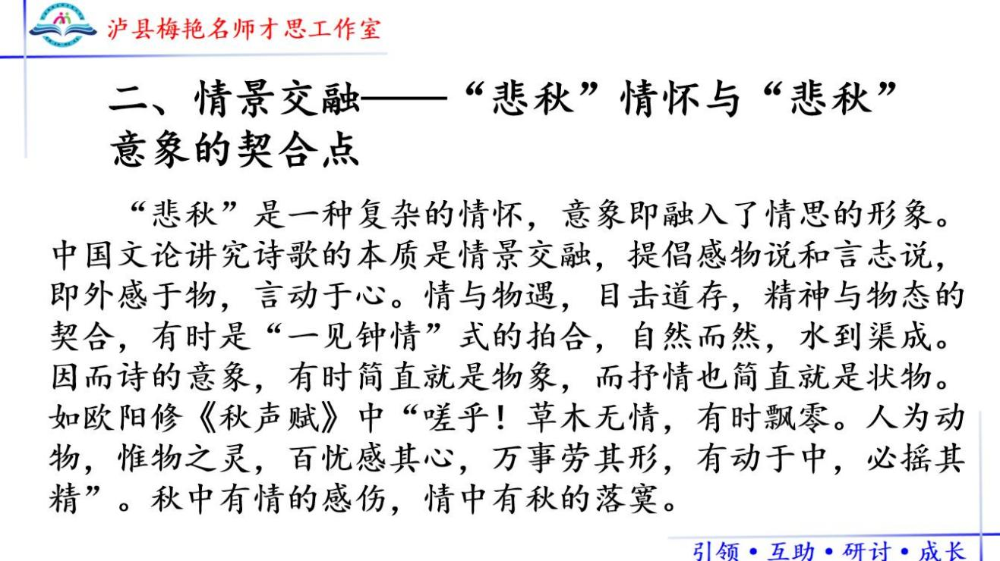 泸县梅艳名师才思工作室
二、情景交融——“悲秋”情怀与“悲秋”
意象的契合点
“悲秋”是一种复杂的情怀，意象即融入了情思的形象。
中国文论讲究诗歌的本质是情景交融，提倡感物说和言志说，
即外感于物，言动于心。情与物遇，目击道存，精神与物态的
契合，有时是“一见钟情”式的拍合，自然而然，水到渠成。
因而诗的意象，有时简直就是物象，而抒情也简直就是状物。
如欧阳修《秋声赋》中“嗟乎！草木无情，有时飘零。人为动
物，惟物之灵，百忧感其心，万事劳其形，有动于中，必摇其
精”。秋中有情的感伤，情中有秋的落寞。
引领·互助·研讨·成长